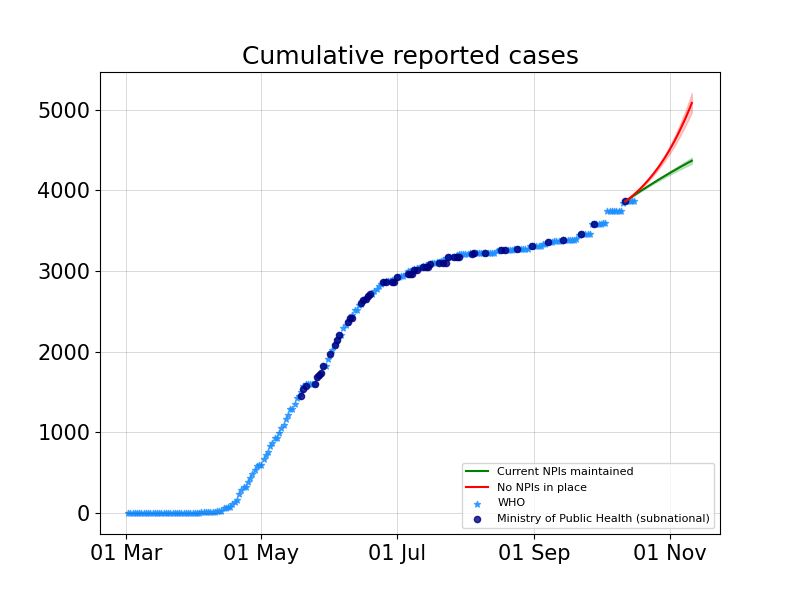 Cumulative reported cases
5000
4000
3000
2000
1000
0
01 Mar
01 May
01 Jul
01 Sep
01 Nov
Current NPIs maintained
No NPIs in place
WHO
Ministry of Public Health (subnational)